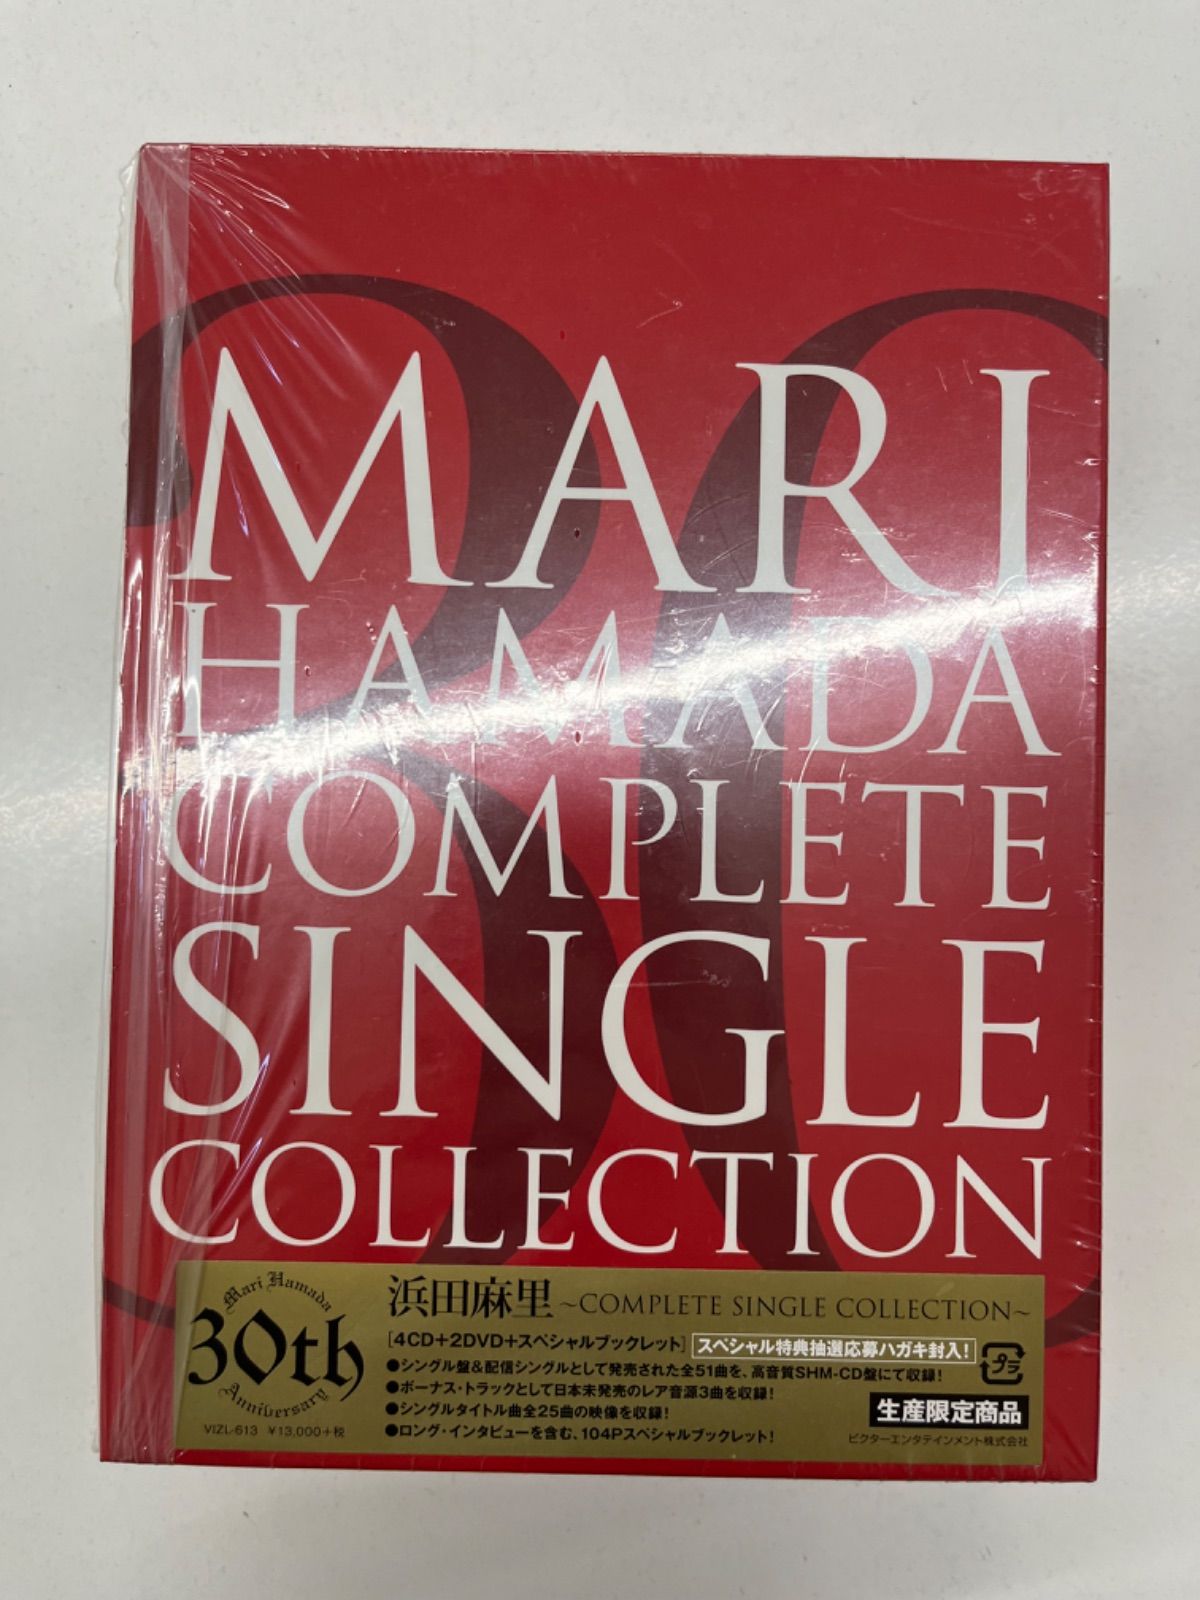 MARI
HAMADA
COMPLETE
SINGLE
COLLECTION
Mari Hamada
30th
Anniversary
VIZL-613 ¥13,000+税
浜田麻里 ~COMPLETE SINGLE COLLECTION~
[4CD+2DVD+スペシャルブックレット] スペシャル特典抽選応募ハガキ封入!
●シングル盤&配信シングルとして発売された全51曲を、高音質SHM-CD盤にて収録!
●ボーナス・トラックとして日本未発売のレア音源3曲を収録!
●シングルタイトル曲全25曲の映像を収録!
●ロング・インタビューを含む、104Pスペシャルブックレット!
プラ
生産限定商品
ビクターエンタテインメント株式会社
30